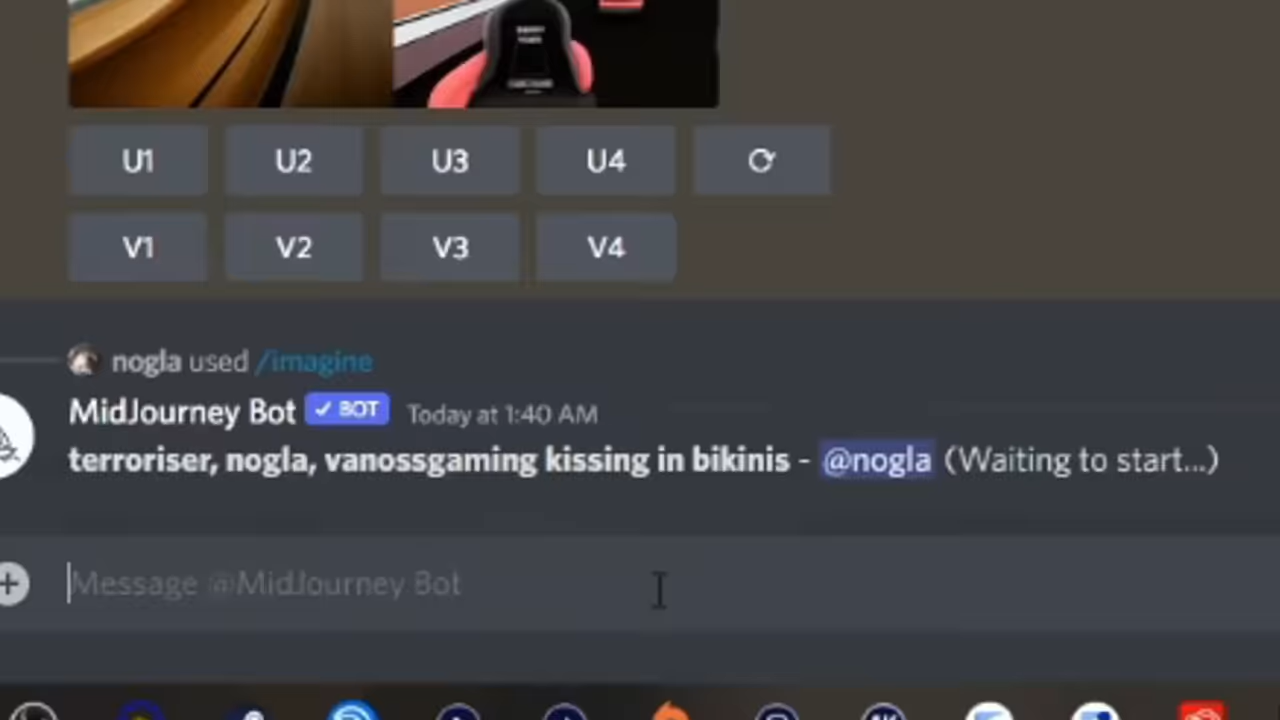 U1 U2 U3 U4
V1 V2 V3 V4
nogla used /imagine
MidJourney Bot ✓ BOT Today at 1:40 AM
terroriser, nogla, vanossgaming kissing in bikinis - @nogla (Waiting to start...)
Message @MidJourney Bot